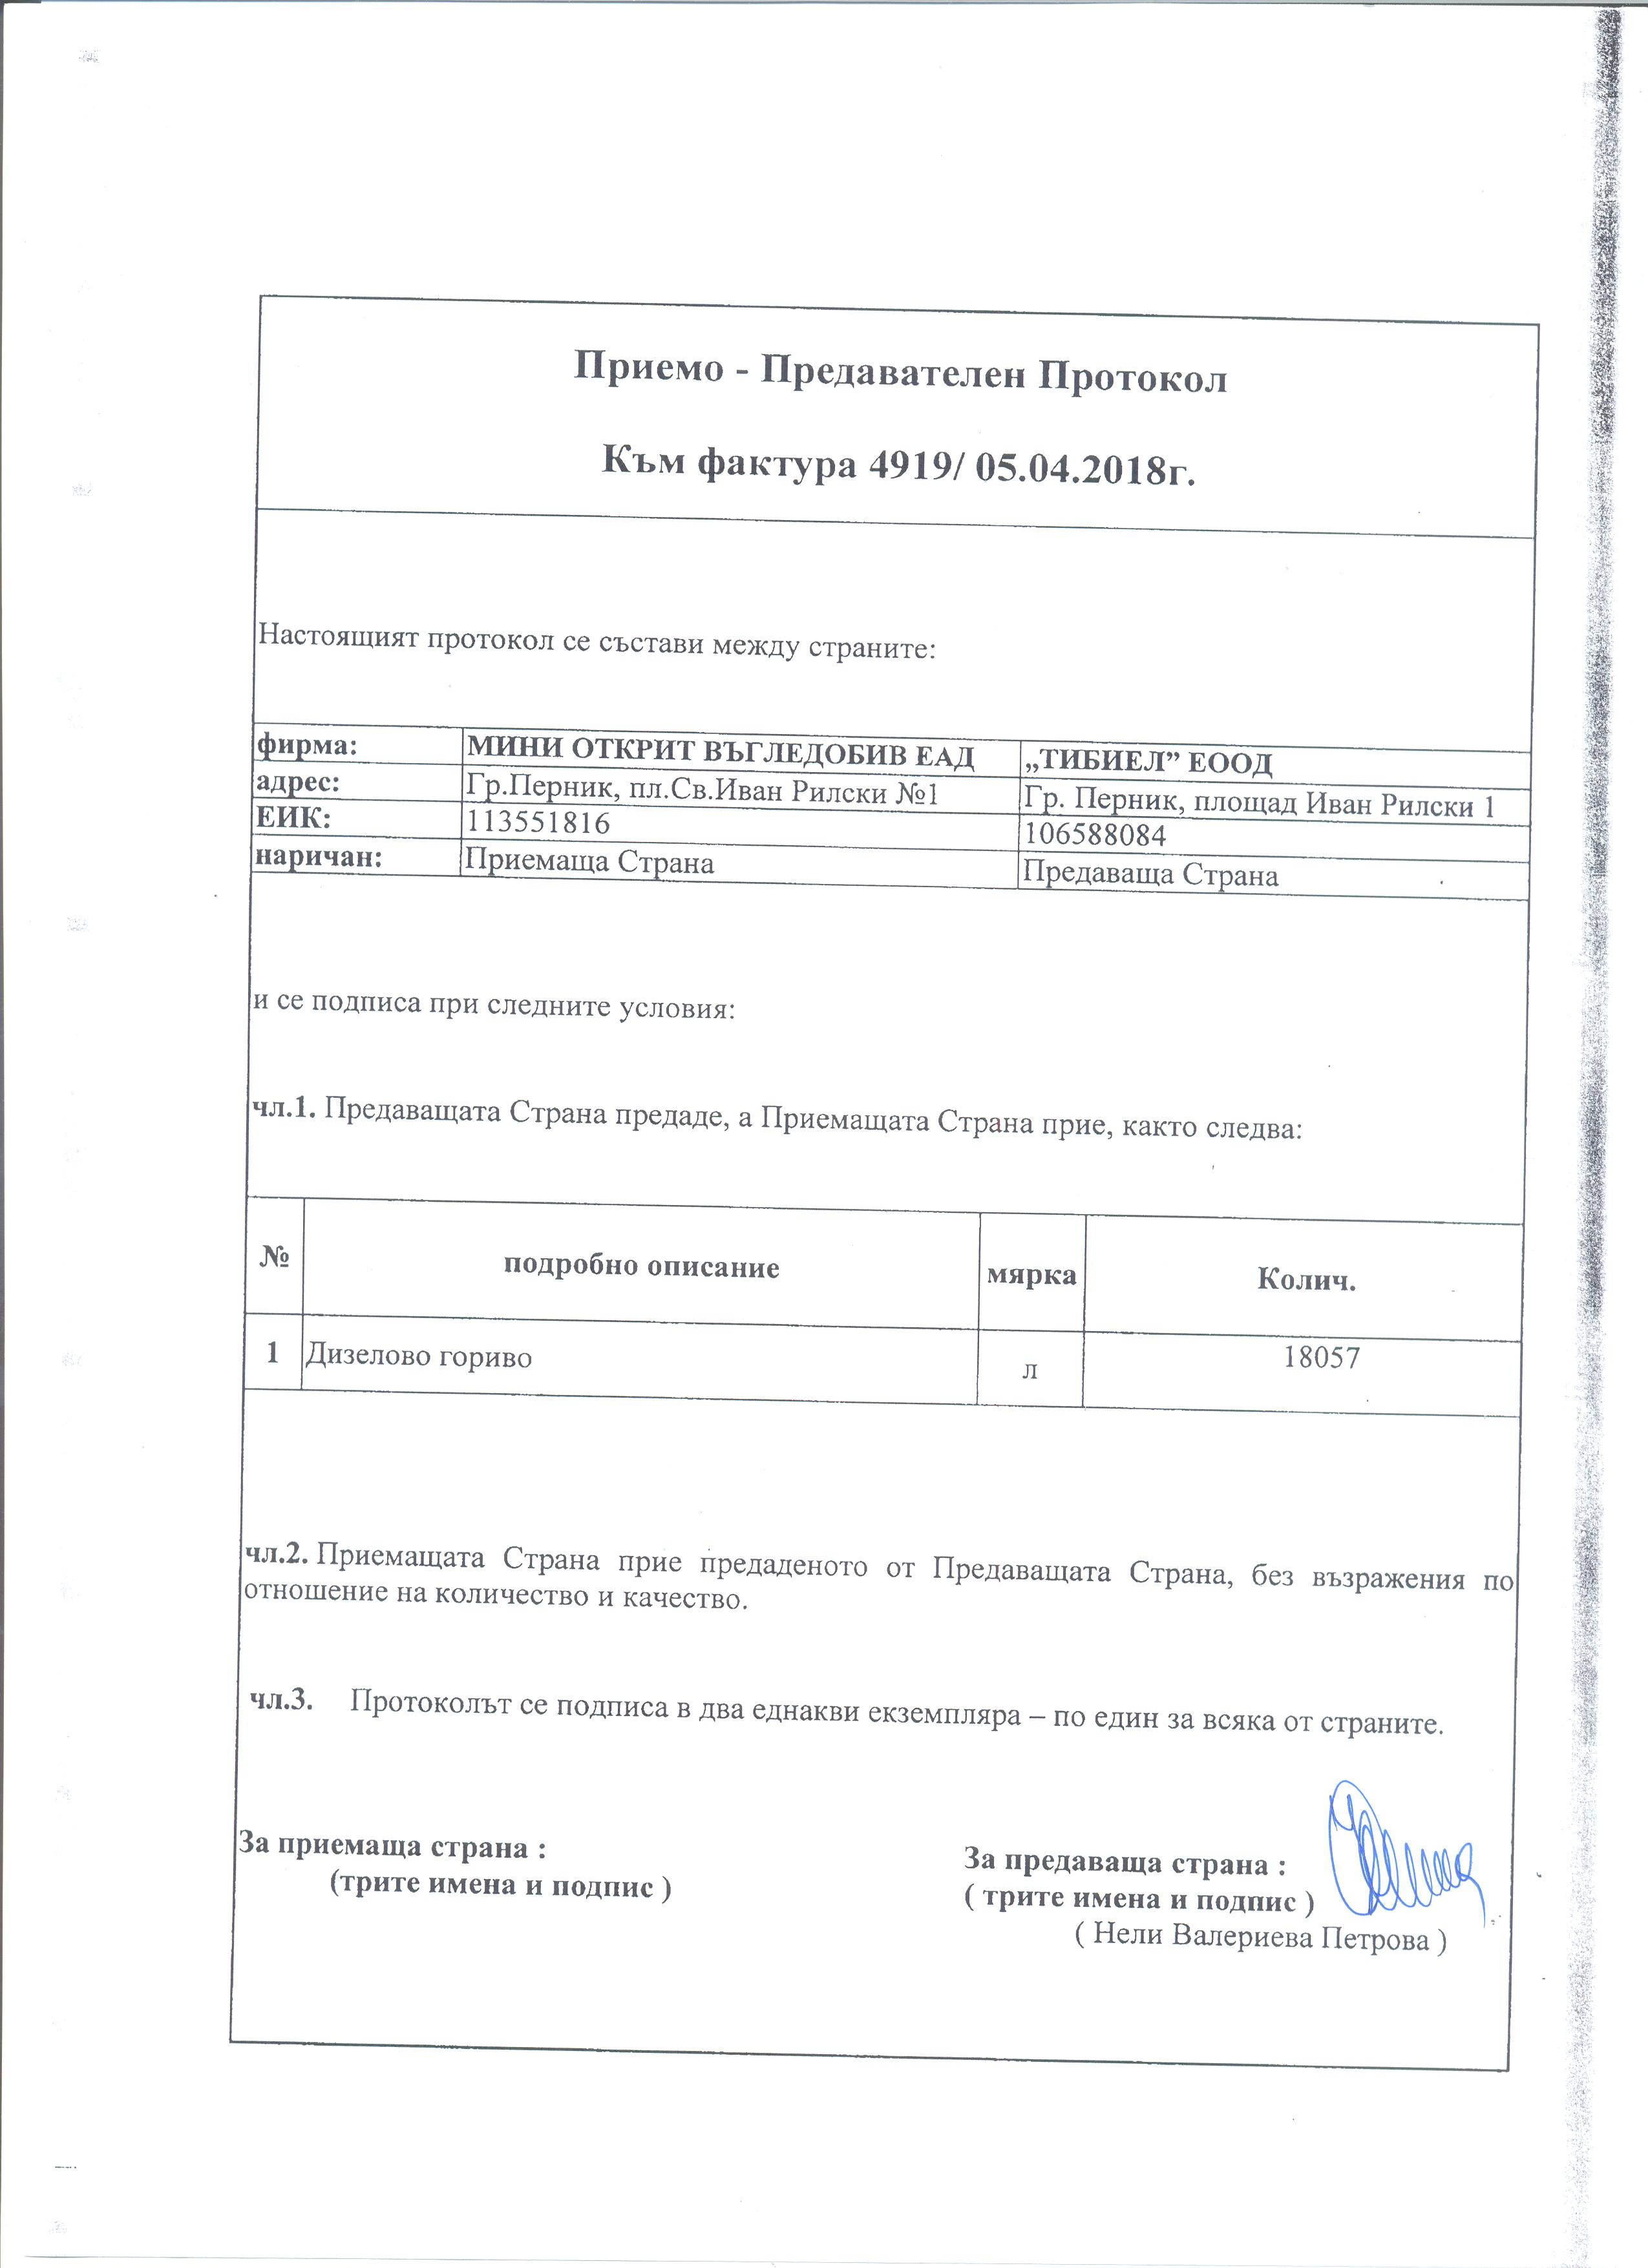 Приемо - Предавателен Протокол
Към фактура 4919/ 05.04.2018г.
Настоящият протокол се състави между страните:
фирма: МИНИ ОТКРИТ ВЪГЛЕДОБИВ ЕАД „ТИБИЕЛ” ЕООД
адрес: Гр.Перник, пл.Св.Иван Рилски №1 Гр. Перник, площад Иван Рилски 1
ЕИК: 113551816 106588084
наричан: Приемаща Страна Предаваща Страна
и се подписа при следните условия:
чл.1. Предаващата Страна предаде, а Приемащата Страна прие, както следва:
№ подробно описание мярка Колич.
1 Дизелово гориво л 18057
чл.2. Приемащата Страна прие предаденото от Предаващата Страна, без възражения по
отношение на количество и качество.
чл.3. Протоколът се подписа в два еднакви екземпляра – по един за всяка от страните.
За приемаща страна : За предаваща страна :
(трите имена и подпис ) ( трите имена и подпис )
( Нели Валериева Петрова )